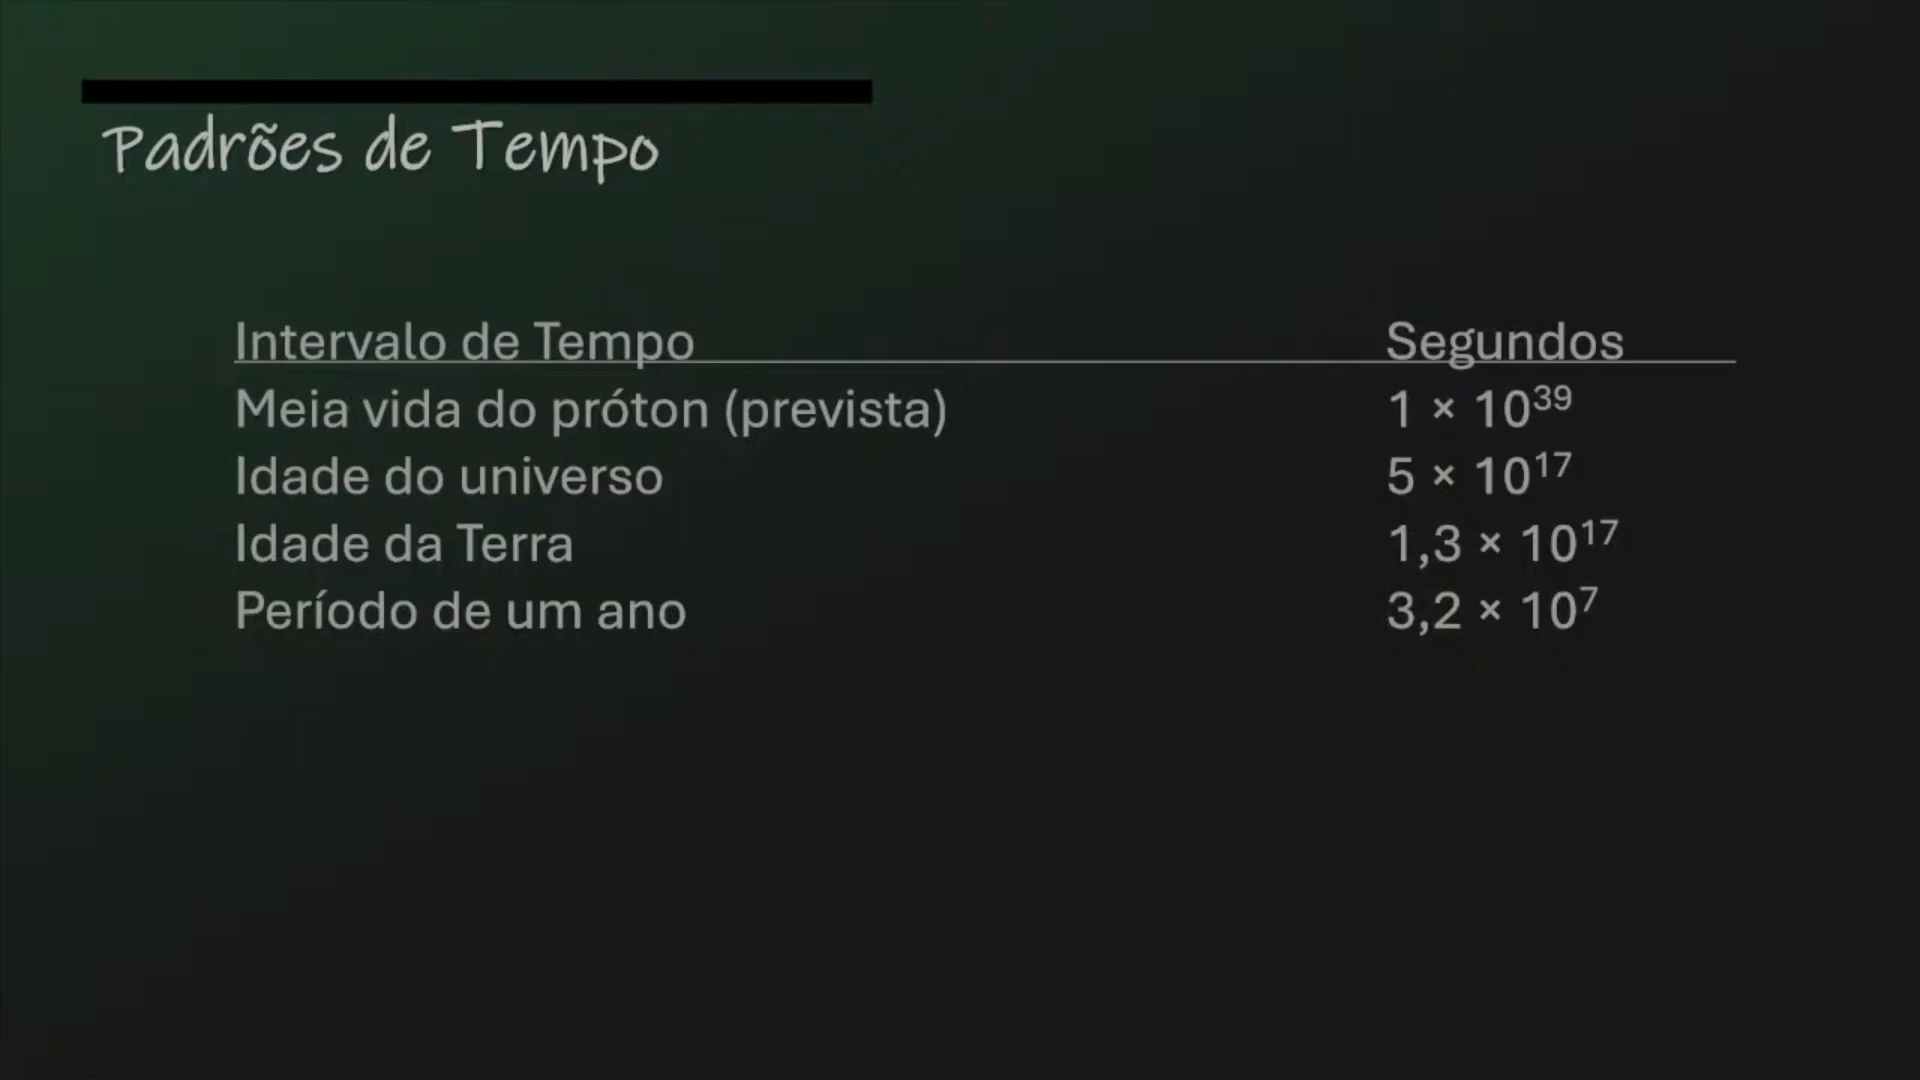 Padrões de Tempo
Intervalo de Tempo Segundos
Meia vida do próton (prevista) 1 × 10³⁹
Idade do universo 5 × 10¹⁷
Idade da Terra 1,3 × 10¹⁷
Período de um ano 3,2 × 10⁷